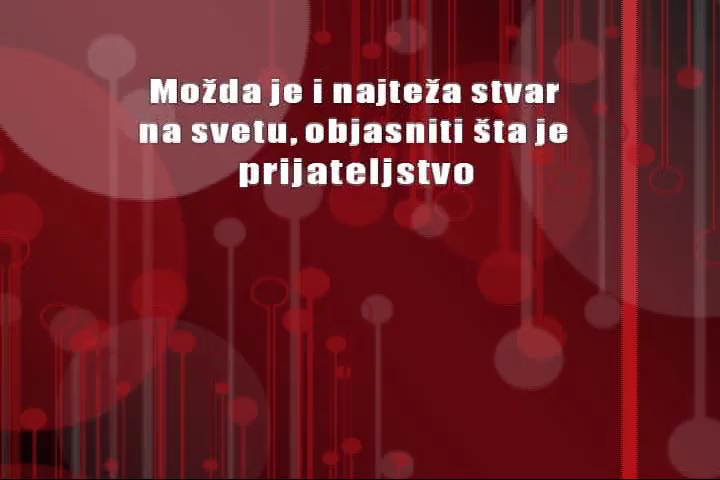 Možda je i najteža stvar
na svetu, objasniti šta je
prijateljstvo